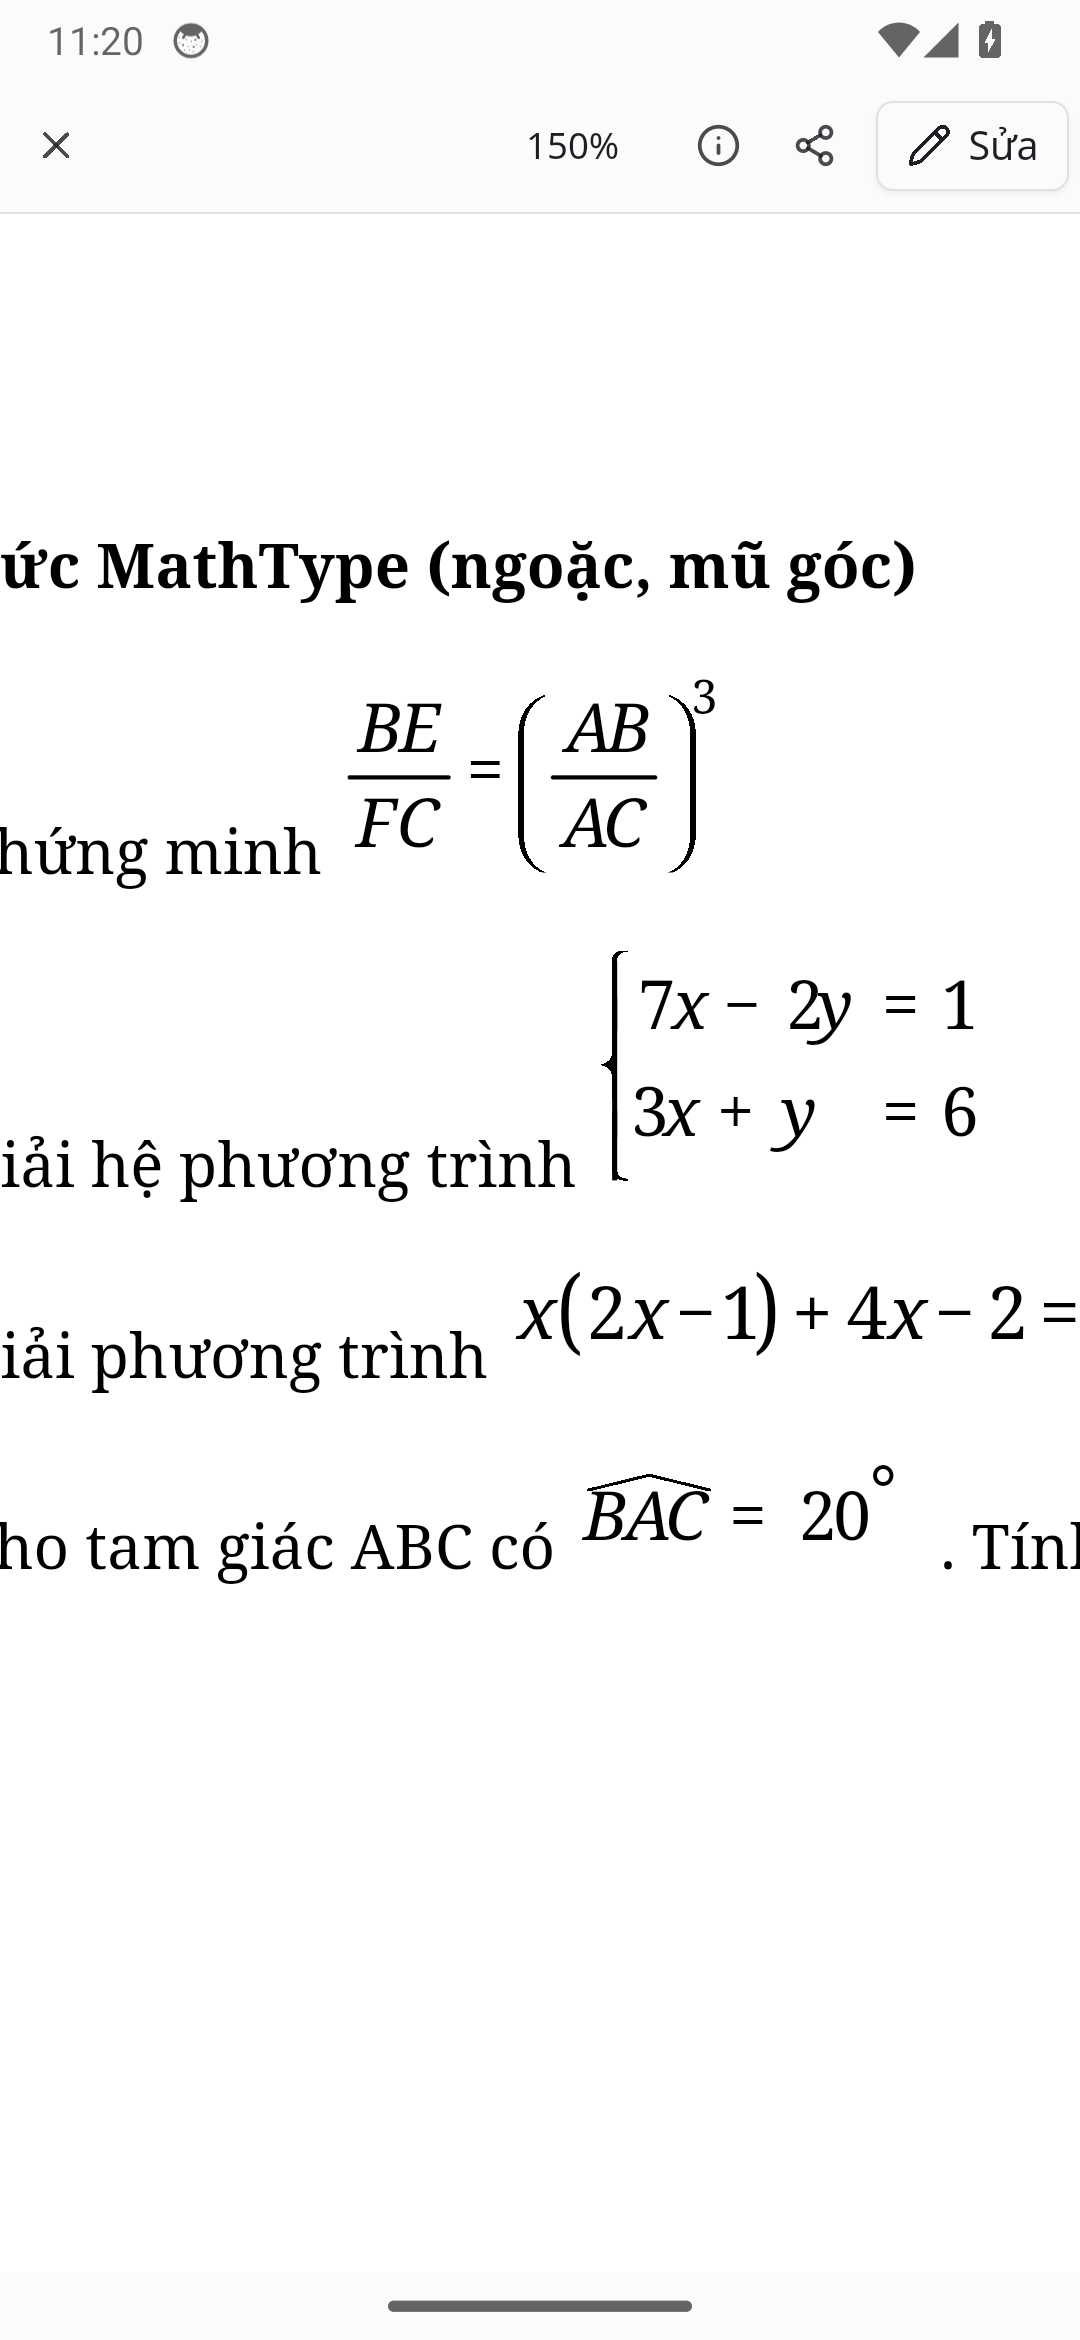 11:20
150% Sửa
ức MathType (ngoặc, mũ góc)
hứng minh BE/FC = (AB/AC)³
iải hệ phương trình { 7x − 2y = 1
3x + y = 6
iải phương trình x(2x−1) + 4x − 2 =
ho tam giác ABC có \widehat{BAC} = 20° . Tính